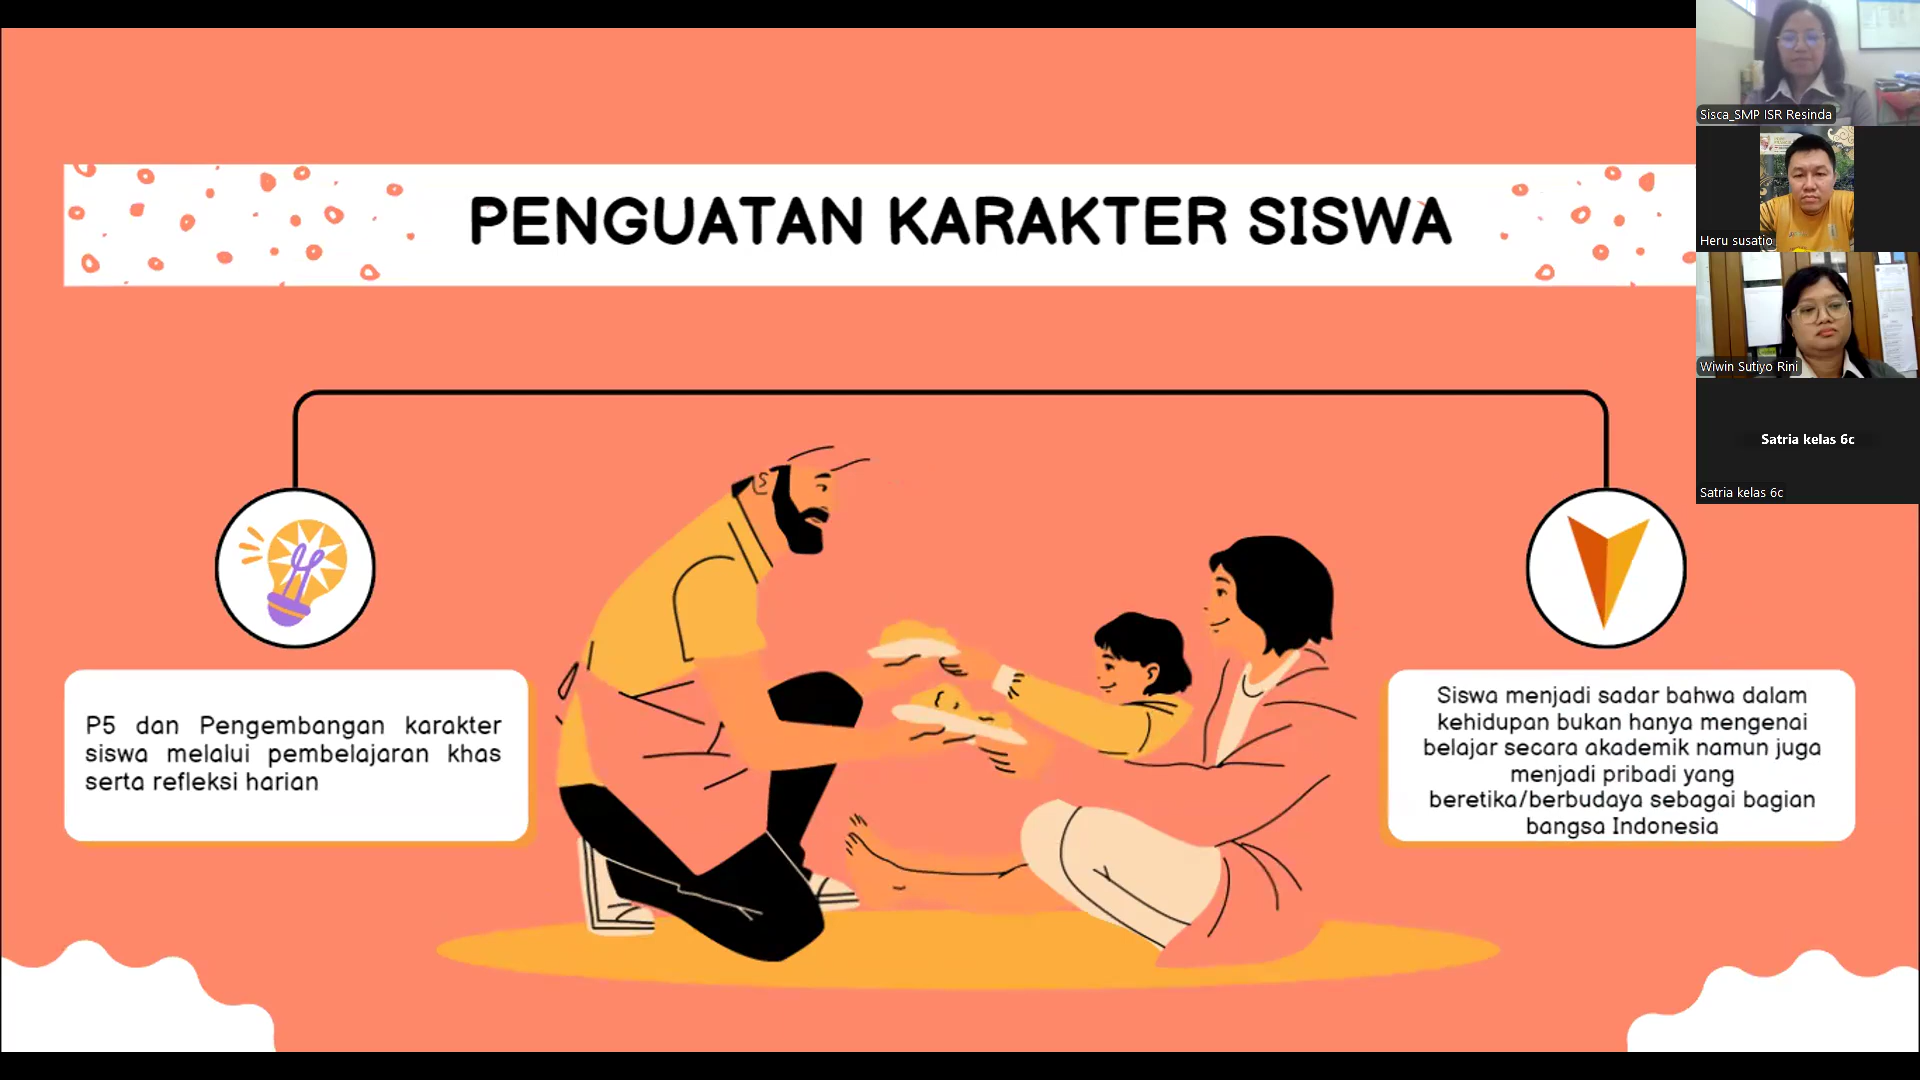 PENGUATAN KARAKTER SISWA
P5 dan Pengembangan karakter
siswa melalui pembelajaran khas
serta refleksi harian
Siswa menjadi sadar bahwa dalam
kehidupan bukan hanya mengenai
belajar secara akademik namun juga
menjadi pribadi yang
beretika/berbudaya sebagai bagian
bangsa Indonesia
Sisca_SMP ISR Resinda
Heru susatio
Wiwin Sutiyo Rini
Satria kelas 6c
Satria kelas 6c